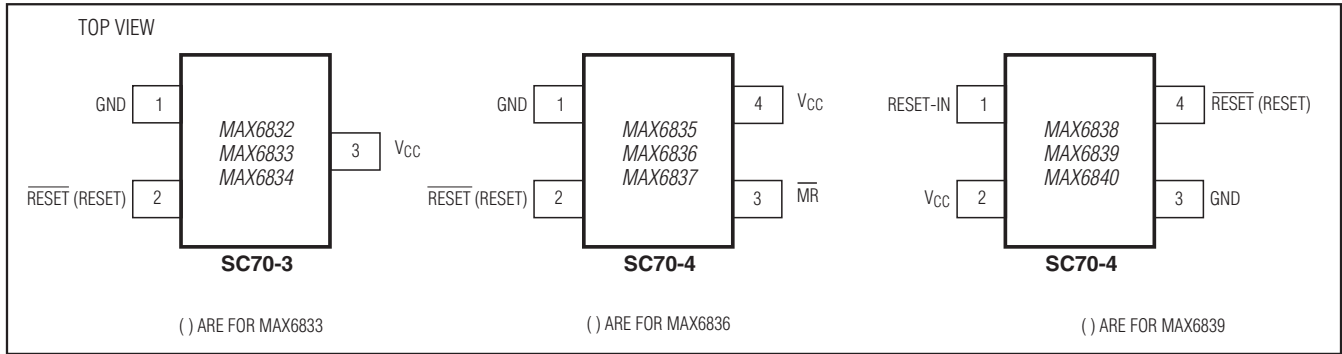 TOP VIEW
GND 1
MAX6832
MAX6833
MAX6834
3 VCC
RESET (RESET) 2
SC70-3
( ) ARE FOR MAX6833
GND 1
MAX6835
MAX6836
MAX6837
4 VCC
RESET (RESET) 2
3 MR
SC70-4
( ) ARE FOR MAX6836
RESET-IN 1
MAX6838
MAX6839
MAX6840
4 RESET (RESET)
VCC 2
3 GND
SC70-4
( ) ARE FOR MAX6839